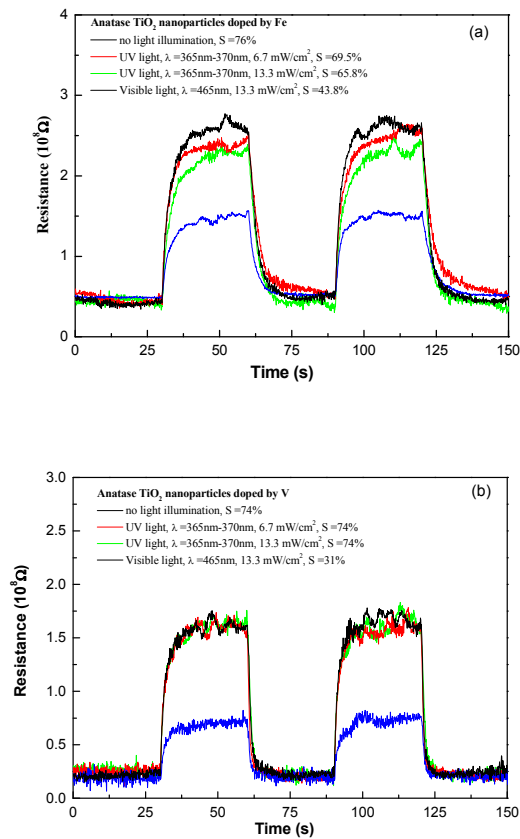 Anatase TiO2 nanoparticles doped by Fe
(a)
no light illumination, S =76%
UV light, λ =365nm-370nm, 6.7 mW/cm2, S =69.5%
UV light, λ =365nm-370nm, 13.3 mW/cm2, S =65.8%
Visible light, λ =465nm, 13.3 mW/cm2, S =43.8%
Resistance (10^8Ω)
4
3
2
1
0
0 25 50 75 100 125 150
Time (s)
Anatase TiO2 nanoparticles doped by V
(b)
no light illumination, S =74%
UV light, λ =365nm-370nm, 6.7 mW/cm2, S =74%
UV light, λ =365nm-370nm, 13.3 mW/cm2, S =74%
Visible light, λ =465nm, 13.3 mW/cm2, S =31%
Resistance (10^8Ω)
3.0
2.5
2.0
1.5
1.0
0.5
0.0
0 25 50 75 100 125 150
Time (s)